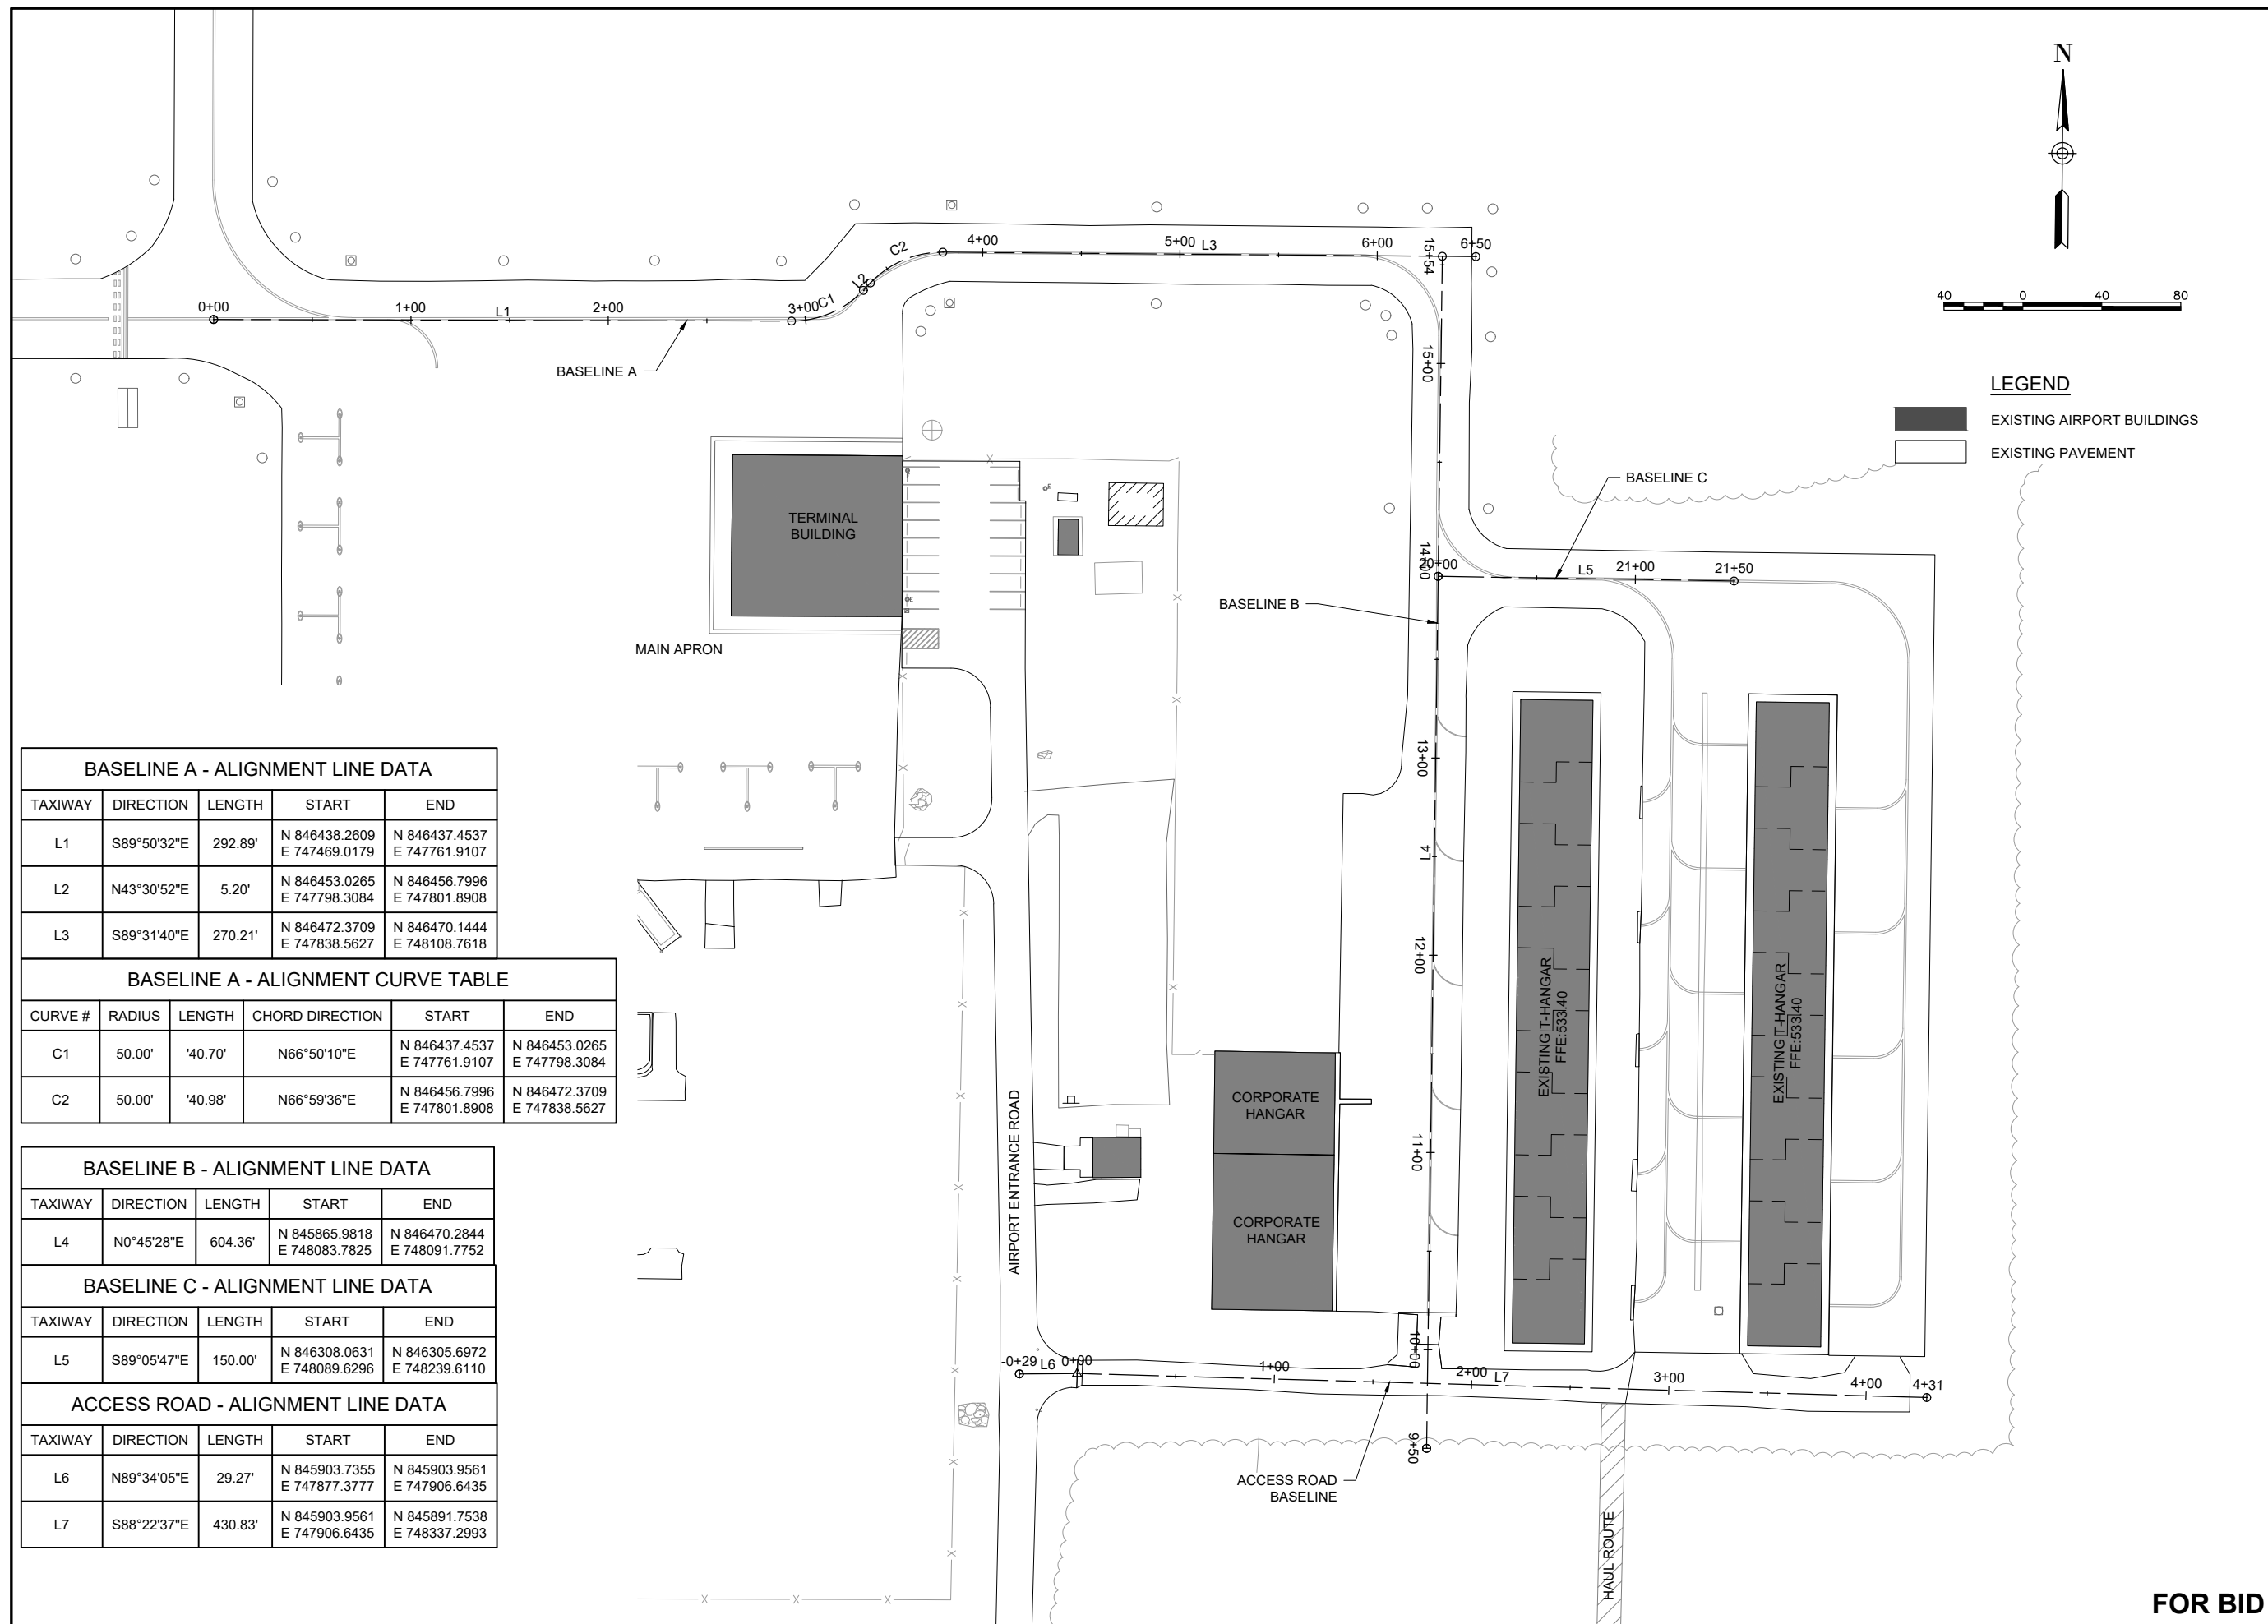 N
40 0 40 80
LEGEND
EXISTING AIRPORT BUILDINGS
EXISTING PAVEMENT
0+00
1+00
L1
2+00
3+00
C1
L2
C2
4+00
5+00
L3
6+00
15+54
6+50
BASELINE A
15+00
BASELINE C
14+00
20+00
L5
21+00
21+50
BASELINE B
TERMINAL
BUILDING
MAIN APRON
13+00
L4
12+00
11+00
10+00
9+50
EXISTING T-HANGAR
FFE:533.40
EXISTING T-HANGAR
FFE:533.40
CORPORATE
HANGAR
CORPORATE
HANGAR
AIRPORT ENTRANCE ROAD
-0+29
L6
0+00
1+00
2+00
L7
3+00
4+00
4+31
ACCESS ROAD
BASELINE
HAUL ROUTE
BASELINE A - ALIGNMENT LINE DATA
TAXIWAY DIRECTION LENGTH START END
L1 S89°50'32"E 292.89' N 846438.2609 N 846437.4537
E 747469.0179 E 747761.9107
L2 N43°30'52"E 5.20' N 846453.0265 N 846456.7996
E 747798.3084 E 747801.8908
L3 S89°31'40"E 270.21' N 846472.3709 N 846470.1444
E 747838.5627 E 748108.7618
BASELINE A - ALIGNMENT CURVE TABLE
CURVE # RADIUS LENGTH CHORD DIRECTION START END
C1 50.00' '40.70' N66°50'10"E N 846437.4537 N 846453.0265
E 747761.9107 E 747798.3084
C2 50.00' '40.98' N66°59'36"E N 846456.7996 N 846472.3709
E 747801.8908 E 747838.5627
BASELINE B - ALIGNMENT LINE DATA
TAXIWAY DIRECTION LENGTH START END
L4 N0°45'28"E 604.36' N 845865.9818 N 846470.2844
E 748083.7825 E 748091.7752
BASELINE C - ALIGNMENT LINE DATA
TAXIWAY DIRECTION LENGTH START END
L5 S89°05'47"E 150.00' N 846308.0631 N 846305.6972
E 748089.6296 E 748239.6110
ACCESS ROAD - ALIGNMENT LINE DATA
TAXIWAY DIRECTION LENGTH START END
L6 N89°34'05"E 29.27' N 845903.7355 N 845903.9561
E 747877.3777 E 747906.6435
L7 S88°22'37"E 430.83' N 845903.9561 N 845891.7538
E 747906.6435 E 748337.2993
FOR BID